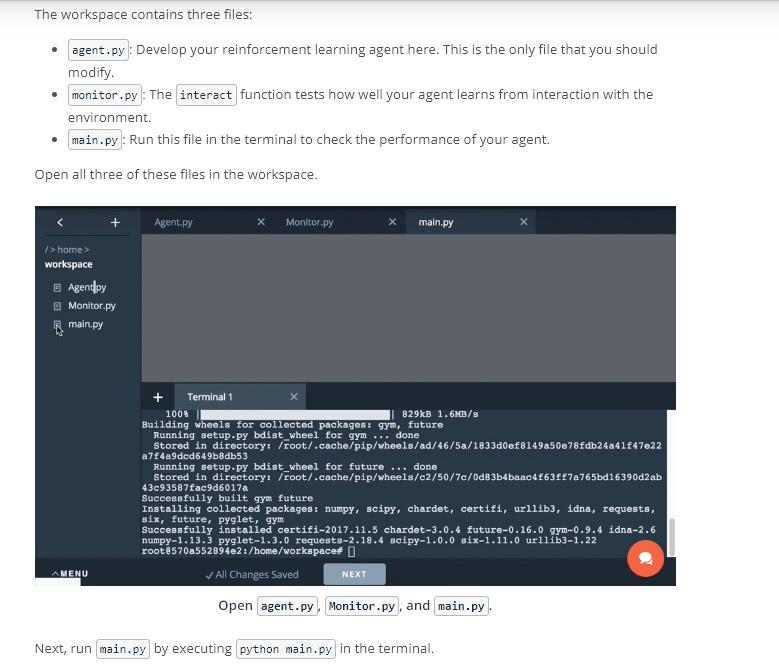 The workspace contains three files:
agent.py: Develop your reinforcement learning agent here. This is the only file that you should
modify.
monitor.py: The interact function tests how well your agent learns from interaction with the
environment.
main.py: Run this file in the terminal to check the performance of your agent.
Open all three of these files in the workspace.
< + Agent.py × Monitor.py × main.py ×
/ > home >
workspace
Agent.py
Monitor.py
main.py
+ Terminal 1 ×
100% | | 829kB 1.6MB/s
Building wheels for collected packages: gym, future
Running setup.py bdist_wheel for gym ... done
Stored in directory: /root/.cache/pip/wheels/ad/46/5a/1833d0ef8149a50e78fdb24a41f47e22
a7f4a9dcd649b8db53
Running setup.py bdist_wheel for future ... done
Stored in directory: /root/.cache/pip/wheels/c2/50/7c/0d83b4baac4f63ff7a765bd16390d2ab
43c93587fac9d6017a
Successfully built gym future
Installing collected packages: numpy, scipy, chardet, certifi, urllib3, idna, requests,
six, future, pyglet, gym
Successfully installed certifi-2017.11.5 chardet-3.0.4 future-0.16.0 gym-0.9.4 idna-2.6
numpy-1.13.3 pyglet-1.3.0 requests-2.18.4 scipy-1.0.0 six-1.11.0 urllib3-1.22
root@570a552894e2:/home/workspace#
MENU ✓ All Changes Saved NEXT
Open agent.py, Monitor.py, and main.py.
Next, run main.py by executing python main.py in the terminal.